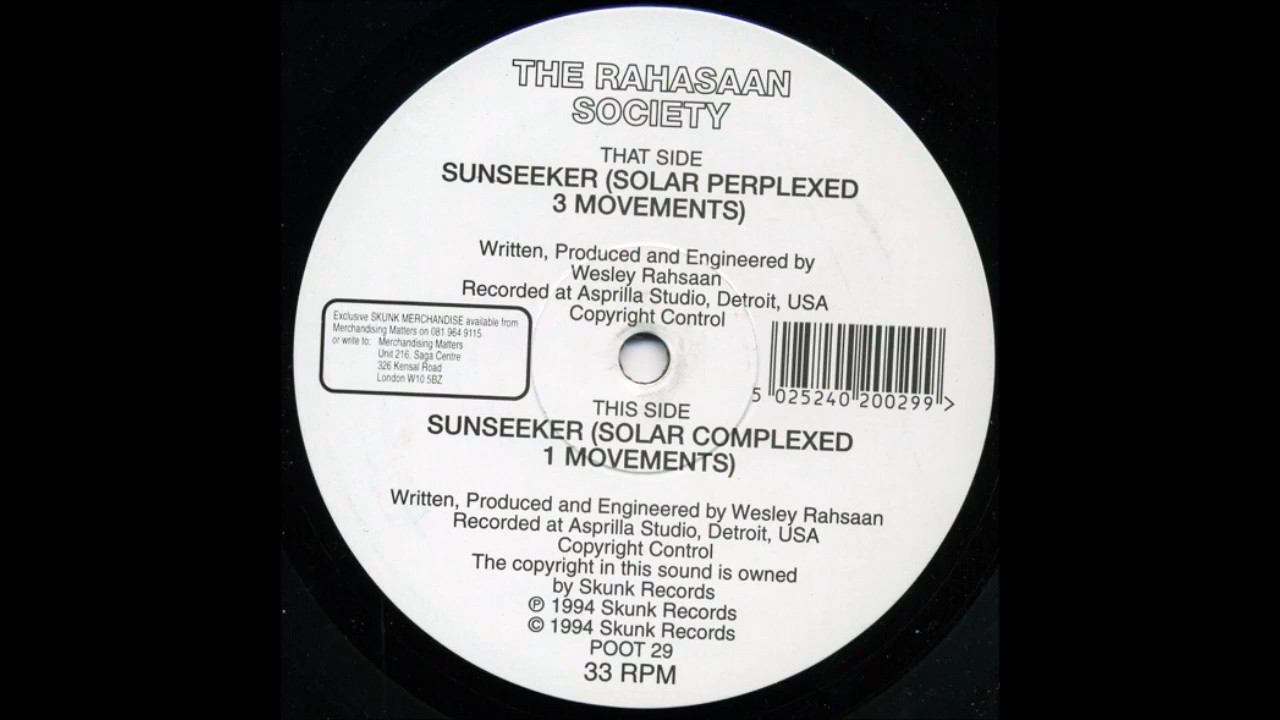 THE RAHASAAN
SOCIETY
THAT SIDE
SUNSEEKER (SOLAR PERPLEXED
3 MOVEMENTS)
Written, Produced and Engineered by
Wesley Rahsaan
Recorded at Asprilla Studio, Detroit, USA
Copyright Control
Exclusive SKUNK MERCHANDISE available from
Merchandising Matters on 081 964 9115
or write to: Merchandising Matters
Unit 216, Saga Centre
326 Kensal Road
London W10 5BZ
5 025240 200299 >
THIS SIDE
SUNSEEKER (SOLAR COMPLEXED
1 MOVEMENTS)
Written, Produced and Engineered by Wesley Rahsaan
Recorded at Asprilla Studio, Detroit, USA
Copyright Control
The copyright in this sound is owned
by Skunk Records
℗ 1994 Skunk Records
© 1994 Skunk Records
POOT 29
33 RPM